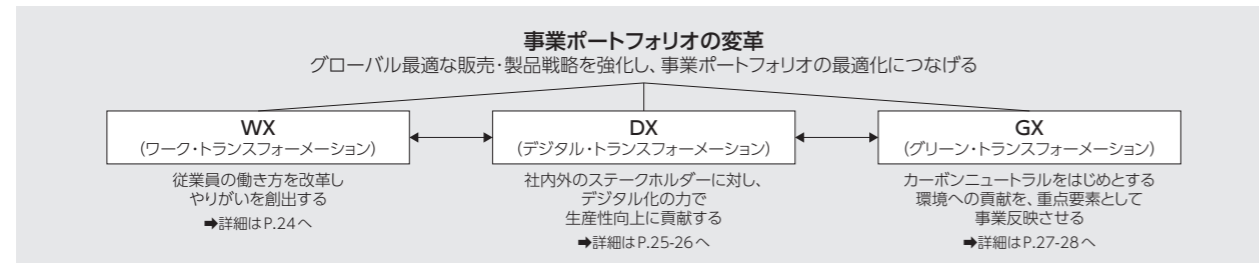 事業ポートフォリオの変革
グローバル最適な販売・製品戦略を強化し、事業ポートフォリオの最適化につなげる
WX
(ワーク・トランスフォーメーション)
従業員の働き方を改革し
やりがいを創出する
➡詳細はP.24へ
DX
(デジタル・トランスフォーメーション)
社内外のステークホルダーに対し、
デジタル化の力で
生産性向上に貢献する
➡詳細はP.25-26へ
GX
(グリーン・トランスフォーメーション)
カーボンニュートラルをはじめとする
環境への貢献を、重点要素として
事業反映させる
➡詳細はP.27-28へ